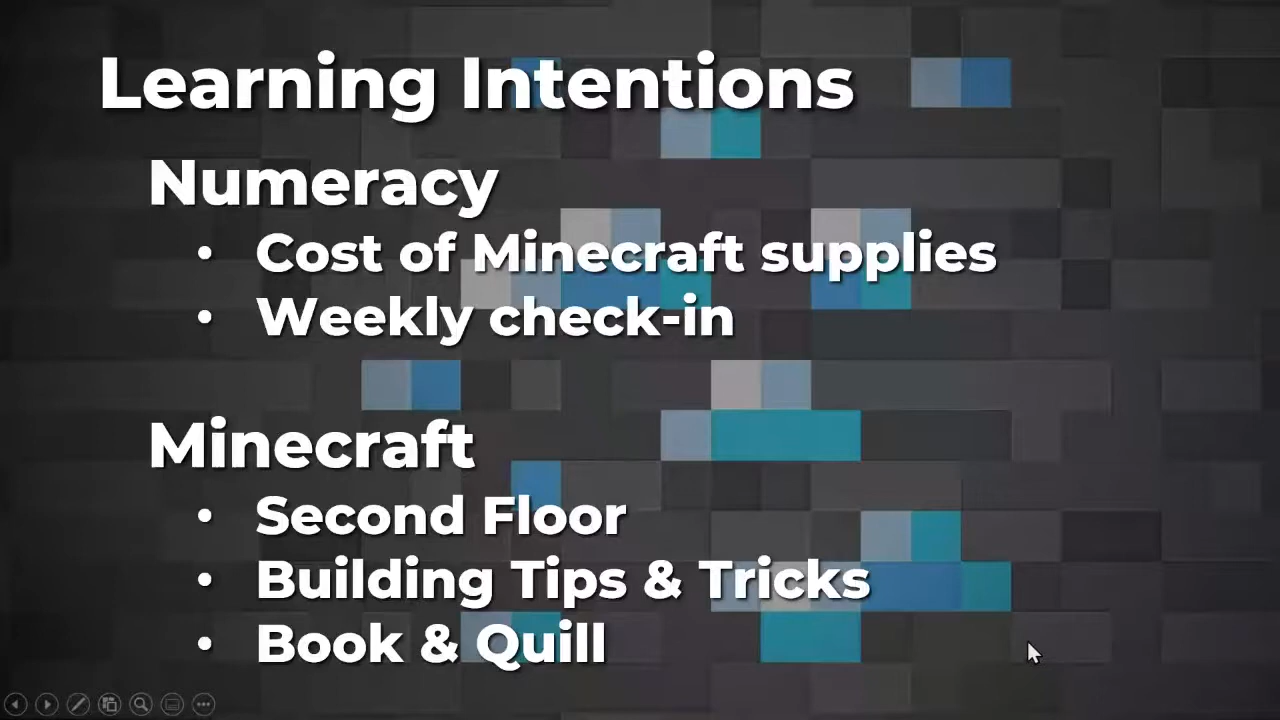 Learning Intentions
Numeracy
• Cost of Minecraft supplies
• Weekly check-in
Minecraft
• Second Floor
• Building Tips & Tricks
• Book & Quill